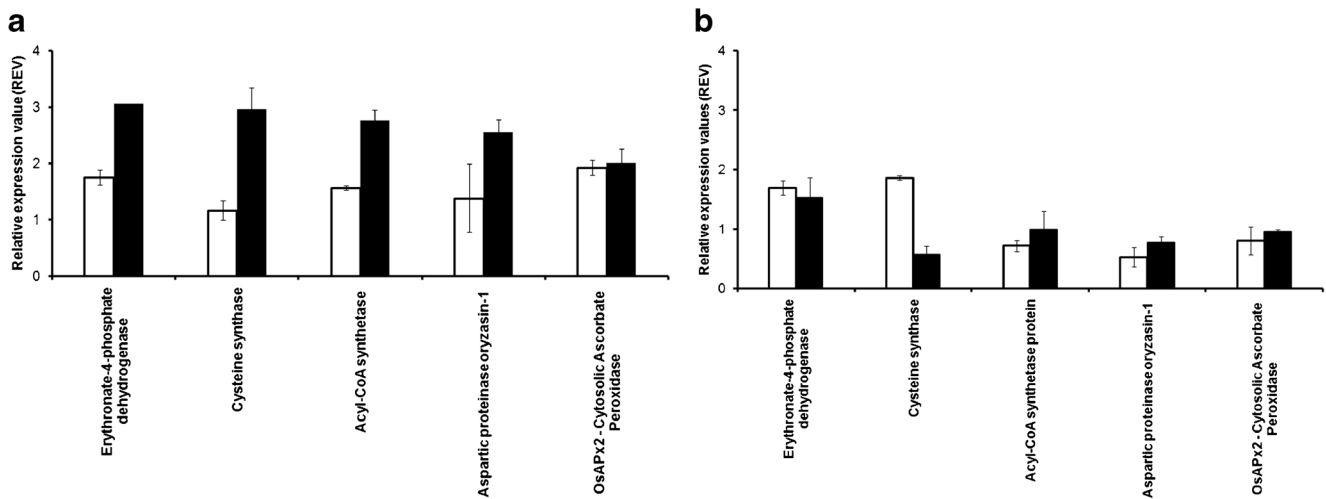 a
Relative expression value (REV)
4
3
2
1
0
Erythronate-4-phosphate
dehydrogenase
Cysteine synthase
Acyl-CoA synthetase
Aspartic proteinase oryzasin-1
OsAPx2 - Cytosolic Ascorbate
Peroxidase
b
Relative expression values (REV)
4
3
2
1
0
Erythronate-4-phosphate
dehydrogenase
Cysteine synthase
Acyl-CoA synthetase protein
Aspartic proteinase oryzasin-1
OsAPx2 - Cytosolic Ascorbate
Peroxidase